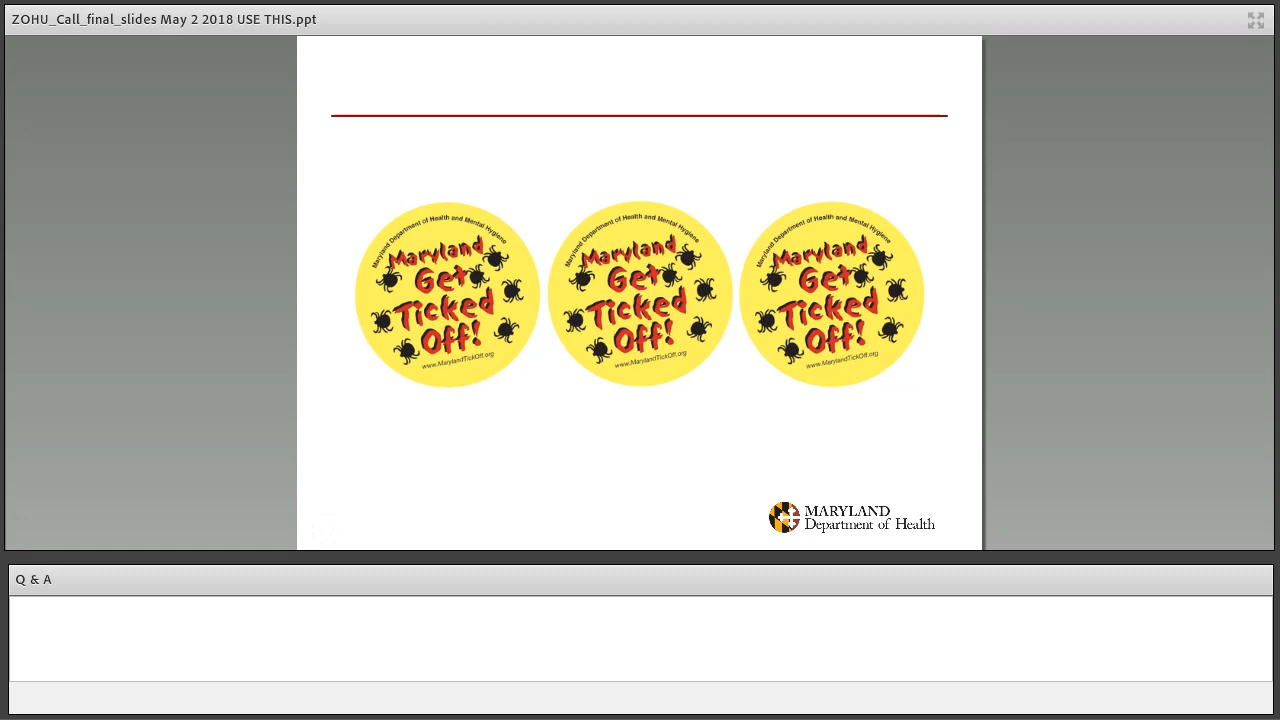 ZOHU_Call_final_slides May 2 2018 USE THIS.ppt
Maryland Department of Health and Mental Hygiene
Maryland
Get
Ticked
Off!
www.MarylandTickOff.org
Maryland Department of Health and Mental Hygiene
Maryland
Get
Ticked
Off!
www.MarylandTickOff.org
Maryland Department of Health and Mental Hygiene
Maryland
Get
Ticked
Off!
www.MarylandTickOff.org
MARYLAND
Department of Health
Q & A